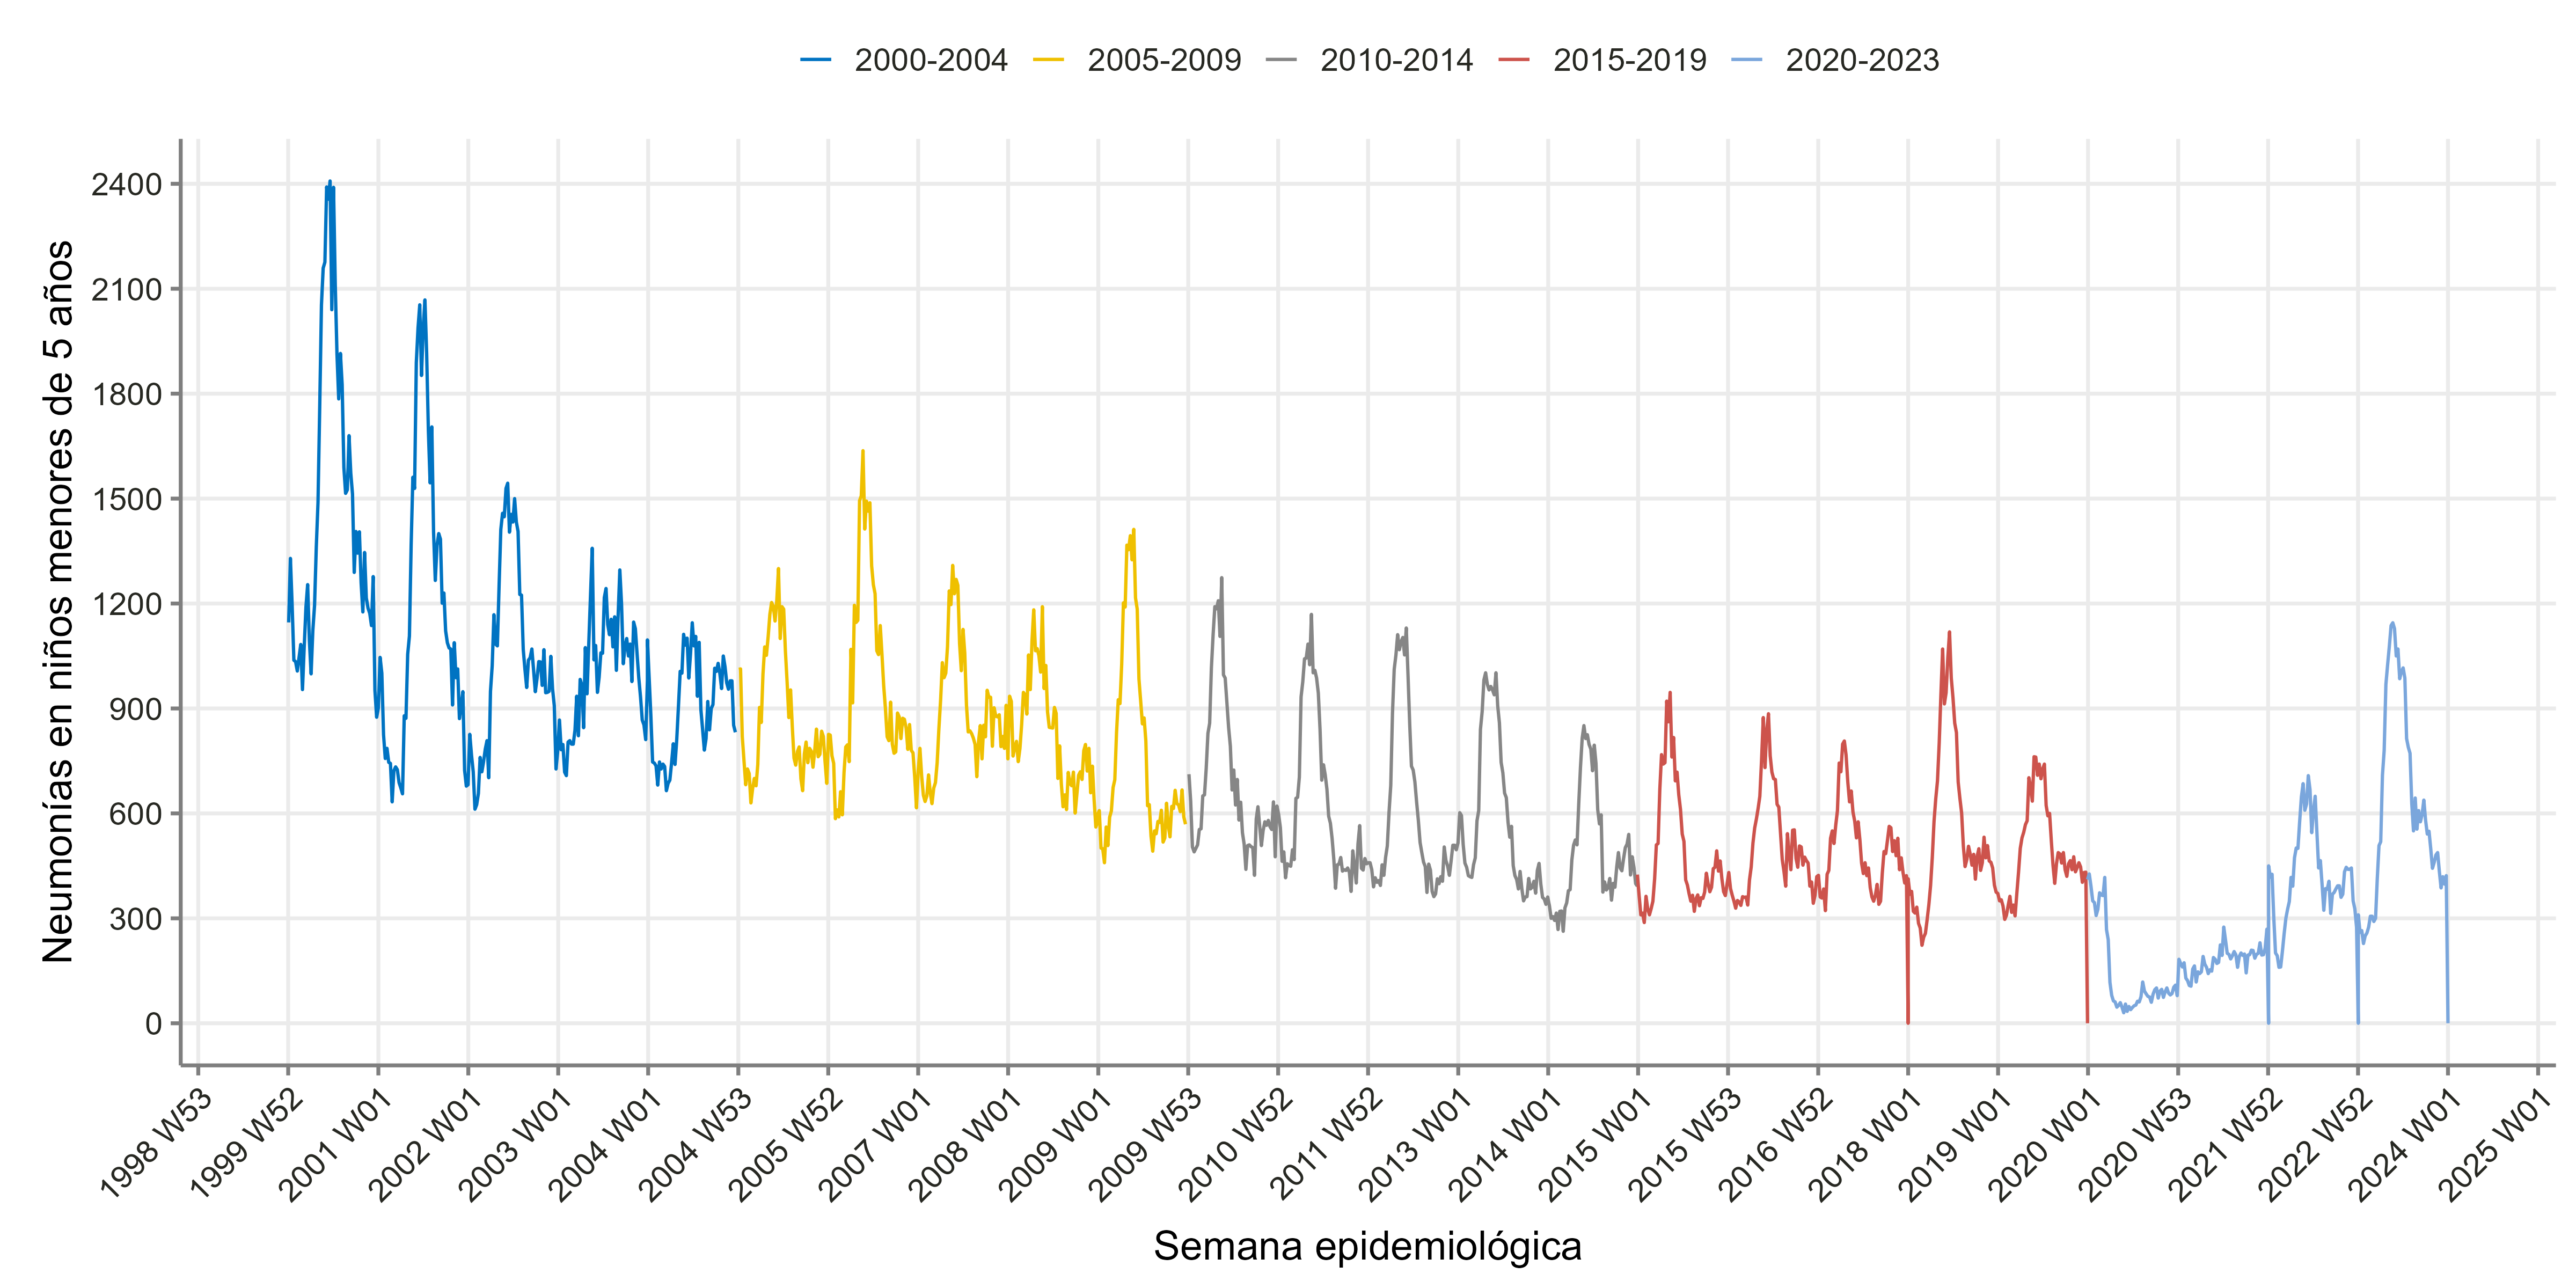 2000-2004 2005-2009 2010-2014 2015-2019 2020-2023
Neumonías en niños menores de 5 años
2400
2100
1800
1500
1200
900
600
300
0
1998 W53
1999 W52
2001 W01
2002 W01
2003 W01
2004 W01
2004 W53
2005 W52
2007 W01
2008 W01
2009 W01
2009 W53
2010 W52
2011 W52
2013 W01
2014 W01
2015 W01
2015 W53
2016 W52
2018 W01
2019 W01
2020 W01
2020 W53
2021 W52
2022 W52
2024 W01
2025 W01
Semana epidemiológica